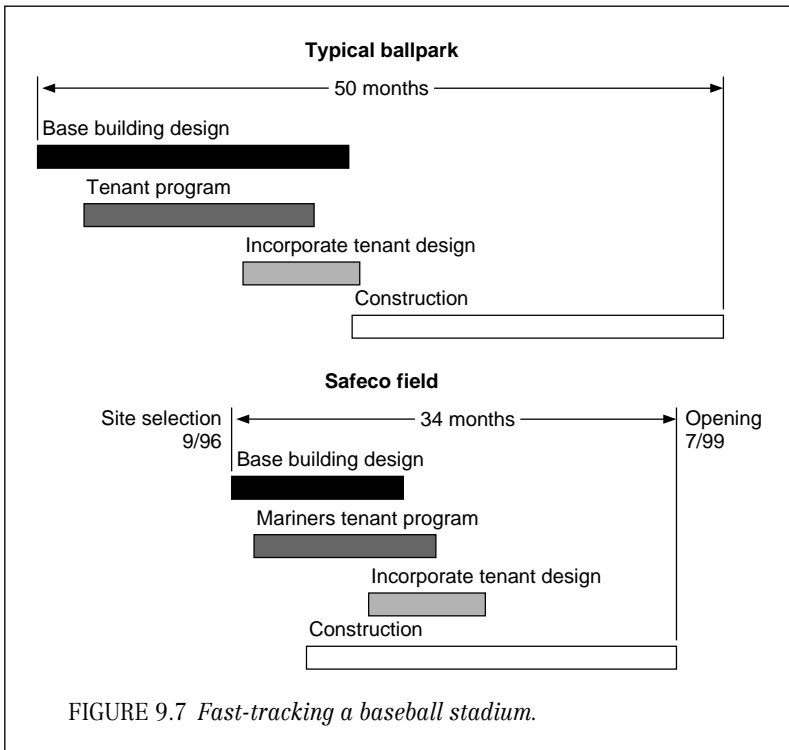 Typical ballpark
50 months
Base building design
Tenant program
Incorporate tenant design
Construction
Safeco field
Site selection
9/96
34 months
Opening
7/99
Base building design
Mariners tenant program
Incorporate tenant design
Construction
FIGURE 9.7 Fast-tracking a baseball stadium.